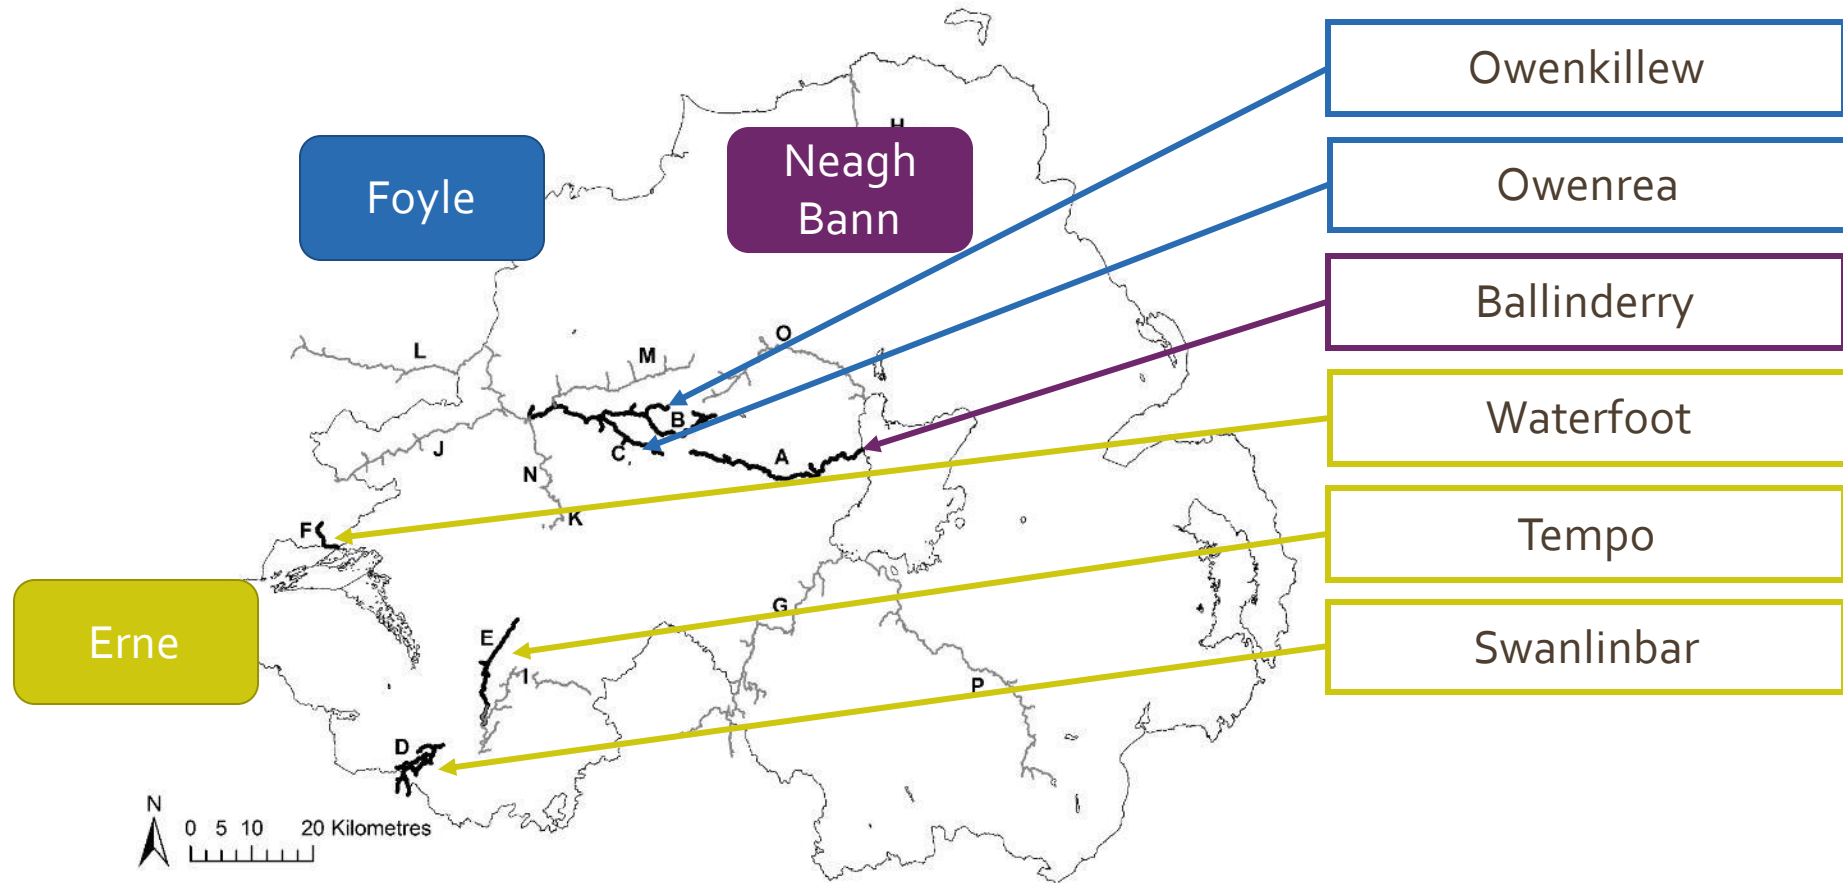 Owenkillew
Owenrea
Ballinderry
Waterfoot
Tempo
Swanlinbar
Foyle
Neagh
Bann
Erne
H
O
L
M
B
C
A
J
N
K
F
G
E
I
P
D
N
0 5 10 20 Kilometres